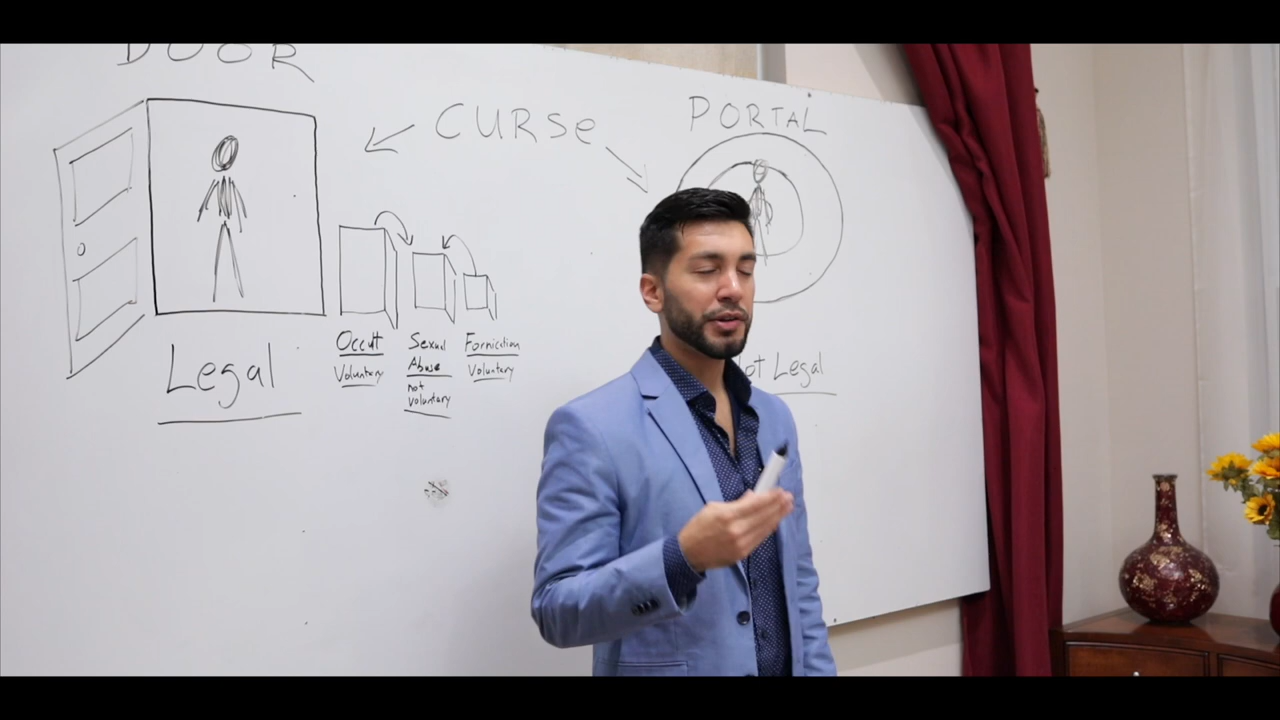 DOOR
CURSE
PORTAL
Legal
Occult
Voluntary
Sexual
Abuse
not
voluntary
Fornication
Voluntary
Legal